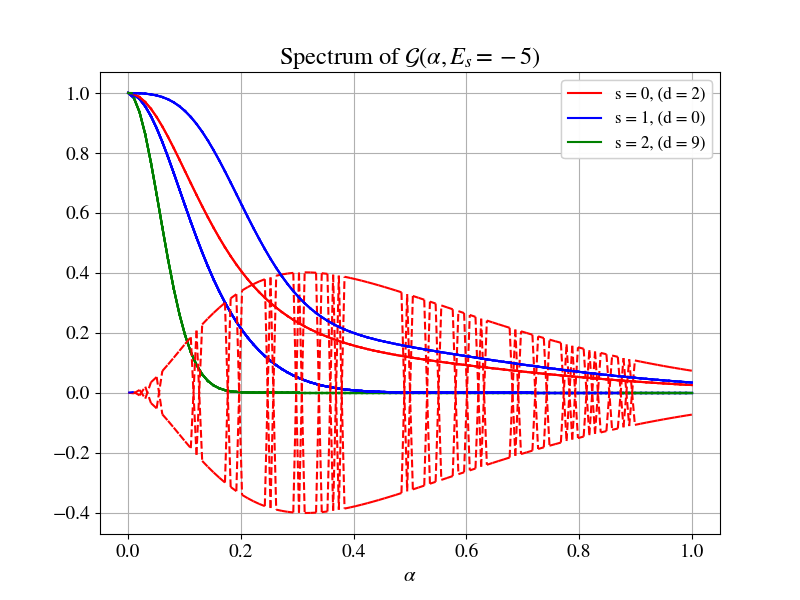 Spectrum of 𝒢(α, E_s = −5)
s = 0, (d = 2)
s = 1, (d = 0)
s = 2, (d = 9)
1.0
0.8
0.6
0.4
0.2
0.0
−0.2
−0.4
0.0 0.2 0.4 0.6 0.8 1.0
α